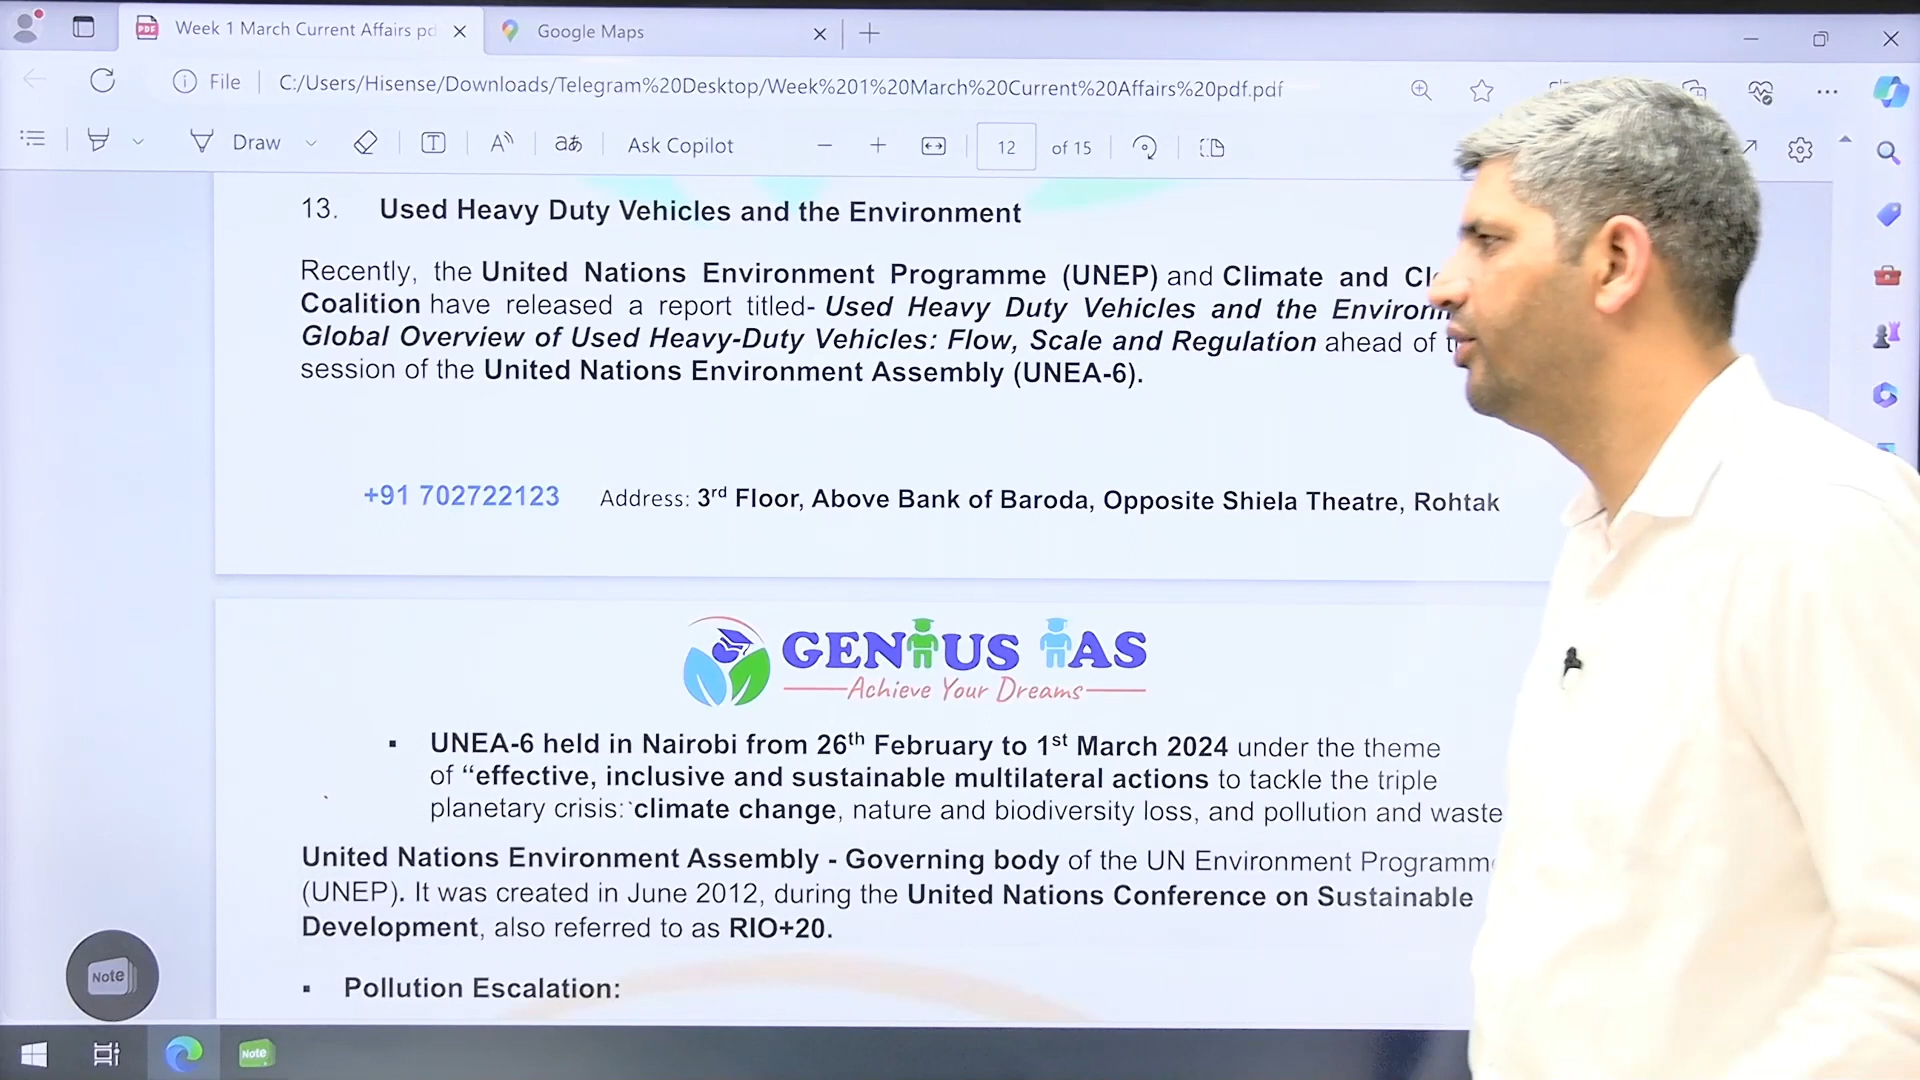 Week 1 March Current Affairs pd
Google Maps
File
C:/Users/Hisense/Downloads/Telegram%20Desktop/Week%201%20March%20Current%20Affairs%20pdf.pdf
Draw
Ask Copilot
12
of 15
13. Used Heavy Duty Vehicles and the Environment
Recently, the United Nations Environment Programme (UNEP) and Climate and
Coalition have released a report titled- Used Heavy Duty Vehicles and the
Global Overview of Used Heavy-Duty Vehicles: Flow, Scale and Regulation ahead of
session of the United Nations Environment Assembly (UNEA-6).
+91 702722123 Address: 3rd Floor, Above Bank of Baroda, Opposite Shiela Theatre, Rohtak
GENIUS IAS
Achieve Your Dreams
▪ UNEA-6 held in Nairobi from 26th February to 1st March 2024 under the theme
of “effective, inclusive and sustainable multilateral actions to tackle the triple
planetary crisis: climate change, nature and biodiversity loss, and pollution and waste
United Nations Environment Assembly - Governing body of the UN Environment Programm
(UNEP). It was created in June 2012, during the United Nations Conference on Sustainable
Development, also referred to as RIO+20.
▪ Pollution Escalation:
Note
Note